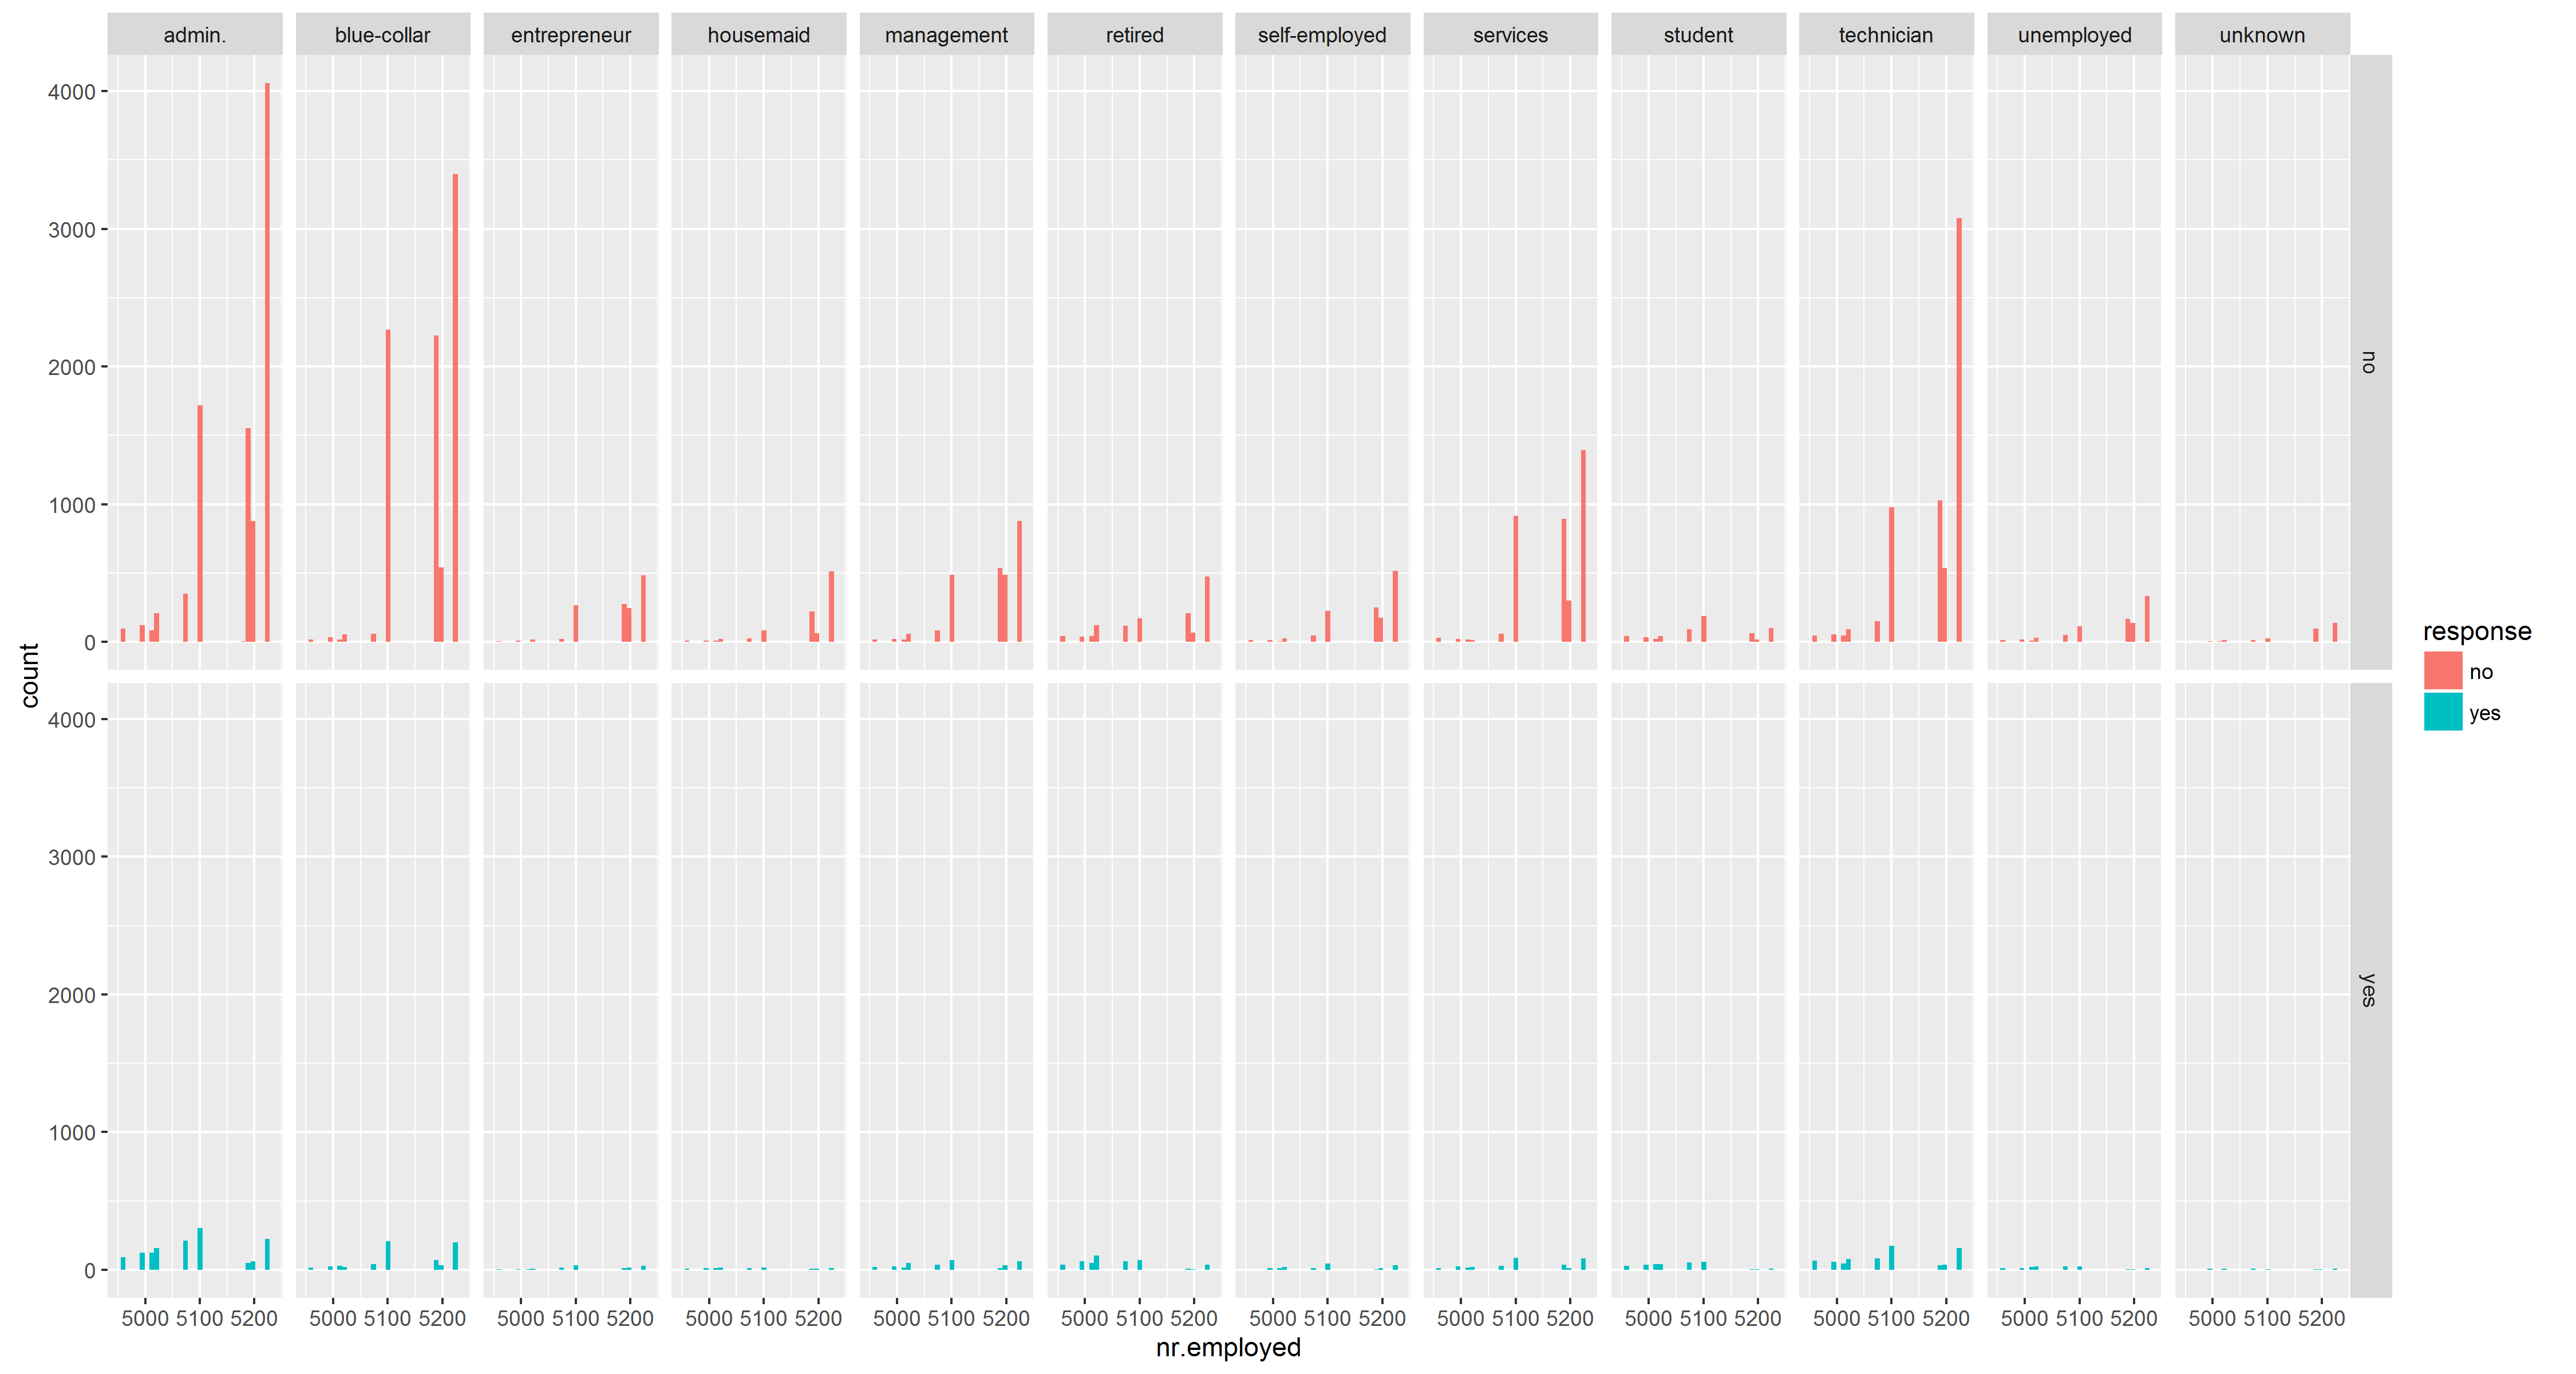 admin. blue-collar entrepreneur housemaid management retired self-employed services student technician unemployed unknown
4000
3000
2000
1000
0
no
count
4000
3000
2000
1000
0
yes
5000 5100 5200 5000 5100 5200 5000 5100 5200 5000 5100 5200 5000 5100 5200 5000 5100 5200 5000 5100 5200 5000 5100 5200 5000 5100 5200 5000 5100 5200 5000 5100 5200 5000 5100 5200
nr.employed
response
no
yes